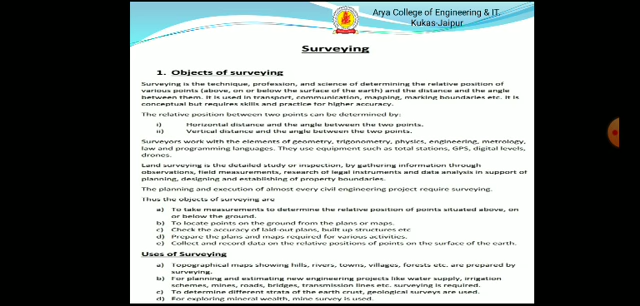 Arya College of Engineering & IT.
Kukas-Jaipur
Surveying
1. Objects of surveying
Surveying is the technique, profession, and science of determining the relative position of
various points (above, on or below the surface of the earth) and the distance and the angle
between them. It is used in transport, communication, mapping, marking boundaries etc. It is
conceptual but requires skills and practice for higher accuracy.
The relative position between two points can be determined by:
i) Horizontal distance and the angle between the two points.
ii) Vertical distance and the angle between the two points.
Surveyors work with the elements of geometry, trigonometry, physics, engineering, metrology,
law and programming languages. They use equipment such as total stations, GPS, digital levels,
drones.
Land surveying is the detailed study or inspection, by gathering information through
observations, field measurements, research of legal instruments and data analysis in support of
planning, designing and establishing of property boundaries.
The planning and execution of almost every civil engineering project require surveying.
Thus the objects of surveying are
a) To take measurements to determine the relative position of points situated above, on
or below the ground.
b) To locate points on the ground from the plans or maps.
c) Check the accuracy of laid-out plans, built up structures etc
d) Prepare the plans and maps required for various activities.
e) Collect and record data on the relative positions of points on the surface of the earth.
Uses of Surveying
a) Topographical maps showing hills, rivers, towns, villages, forests etc. are prepared by
surveying.
b) For planning and estimating new engineering projects like water supply, irrigation
schemes, mines, roads, bridges, transmission lines etc. surveying is required.
c) To determine different strata of the earth crust, geological surveys are used.
d) For exploring mineral wealth, mine survey is used.